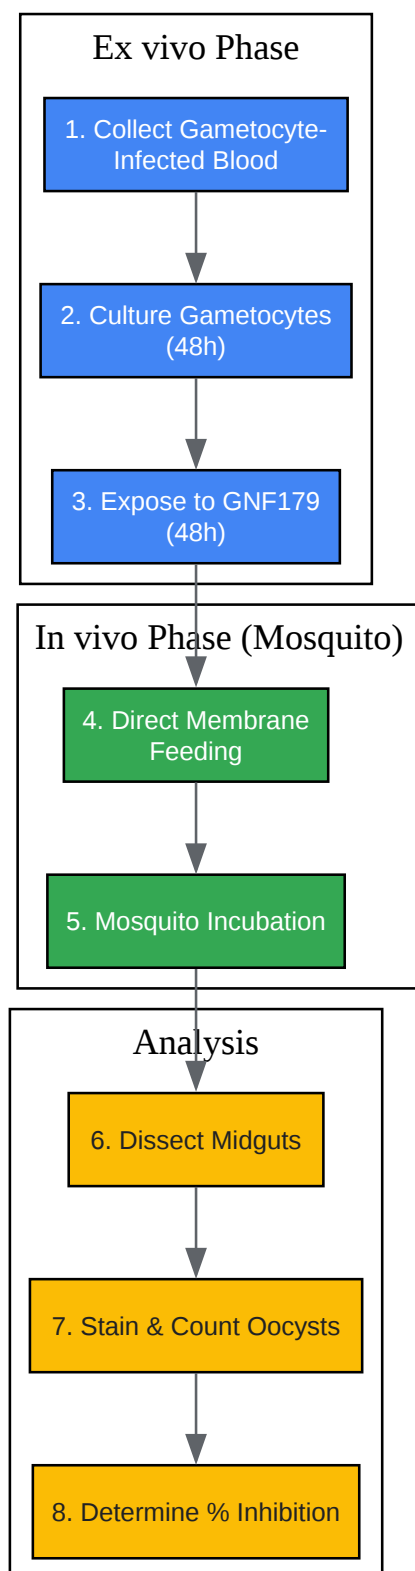 Ex vivo Phase
1. Collect Gametocyte-
Infected Blood
2. Culture Gametocytes
(48h)
3. Expose to GNF179
(48h)
In vivo Phase (Mosquito)
4. Direct Membrane
Feeding
5. Mosquito Incubation
Analysis
6. Dissect Midguts
7. Stain & Count Oocysts
8. Determine % Inhibition